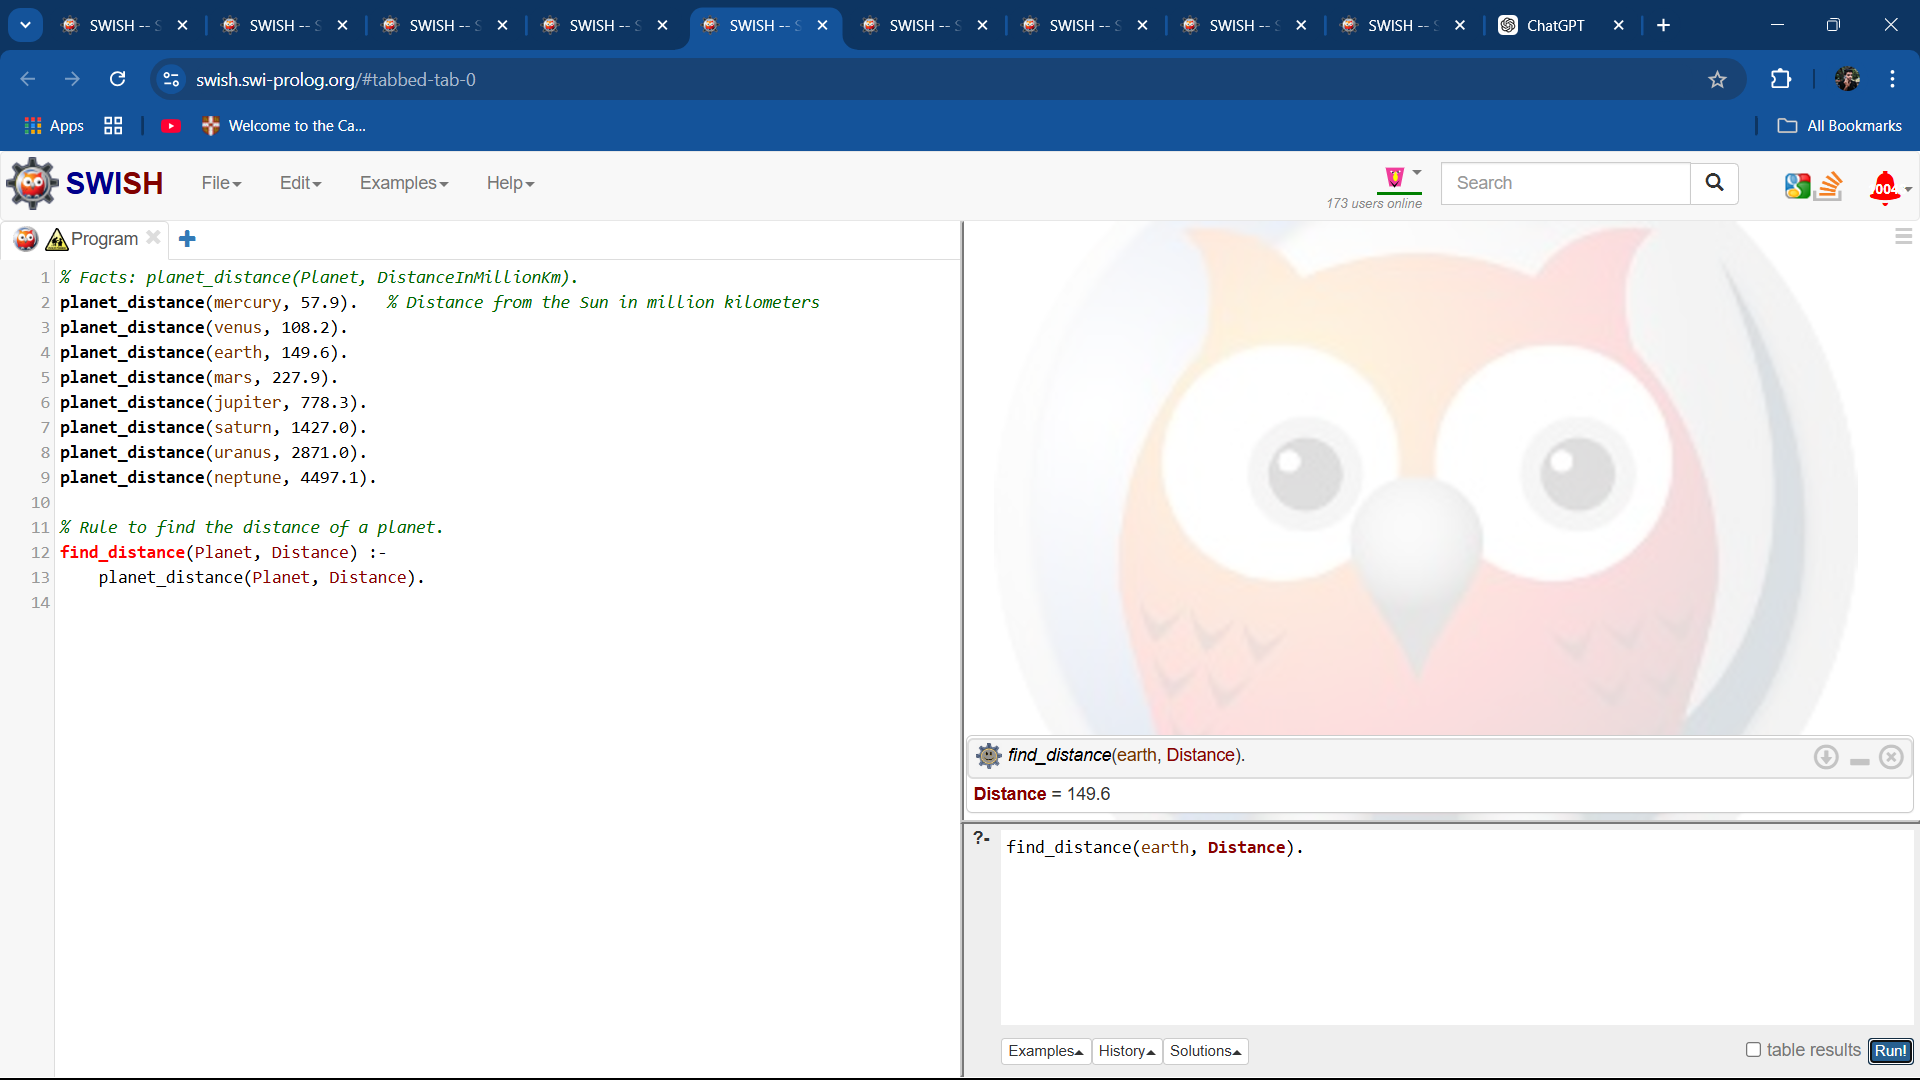 SWISH -- S
SWISH -- S
SWISH -- S
SWISH -- S
SWISH -- S
SWISH -- S
SWISH -- S
SWISH -- S
SWISH -- S
ChatGPT
swish.swi-prolog.org/#tabbed-tab-0
Apps
Welcome to the Ca...
All Bookmarks
SWISH
File
Edit
Examples
Help
173 users online
Search
Program
1 % Facts: planet_distance(Planet, DistanceInMillionKm).
2 planet_distance(mercury, 57.9).   % Distance from the Sun in million kilometers
3 planet_distance(venus, 108.2).
4 planet_distance(earth, 149.6).
5 planet_distance(mars, 227.9).
6 planet_distance(jupiter, 778.3).
7 planet_distance(saturn, 1427.0).
8 planet_distance(uranus, 2871.0).
9 planet_distance(neptune, 4497.1).
10
11 % Rule to find the distance of a planet.
12 find_distance(Planet, Distance) :-
13     planet_distance(Planet, Distance).
14
find_distance(earth, Distance).
Distance = 149.6
?- find_distance(earth, Distance).
Examples
History
Solutions
table results
Run!